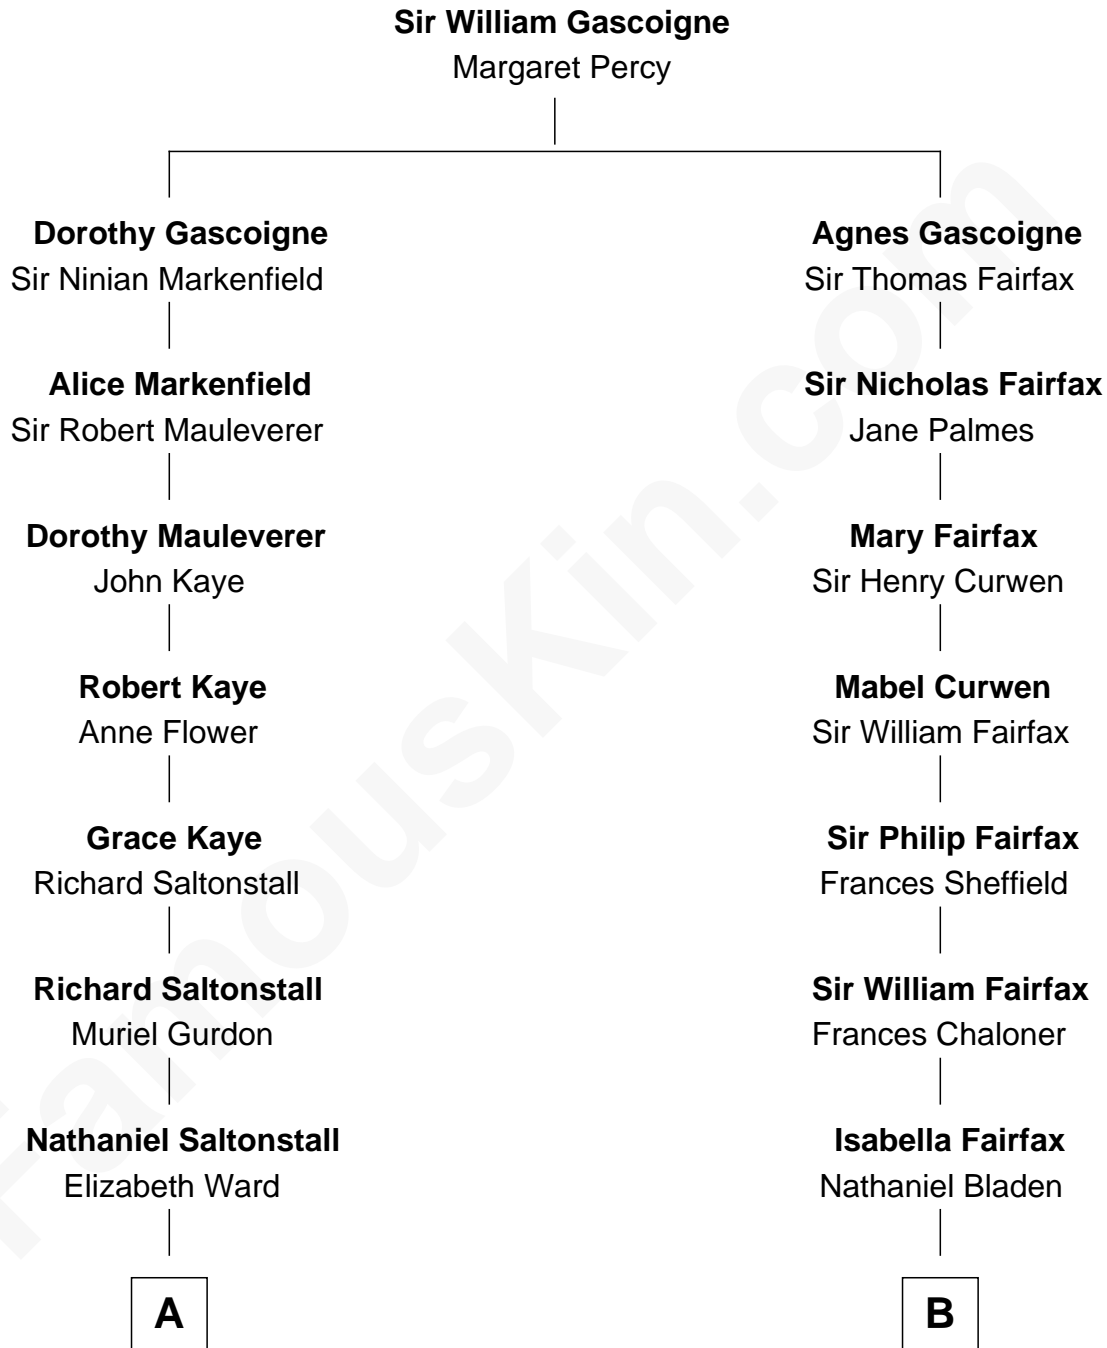 Sir William Gascoigne
Margaret Percy
Dorothy Gascoigne
Sir Ninian Markenfield
Agnes Gascoigne
Sir Thomas Fairfax
Alice Markenfield
Sir Robert Mauleverer
Sir Nicholas Fairfax
Jane Palmes
Dorothy Mauleverer
John Kaye
Mary Fairfax
Sir Henry Curwen
Robert Kaye
Anne Flower
Mabel Curwen
Sir William Fairfax
Grace Kaye
Richard Saltonstall
Sir Philip Fairfax
Frances Sheffield
Richard Saltonstall
Muriel Gurdon
Sir William Fairfax
Frances Chaloner
Nathaniel Saltonstall
Elizabeth Ward
Isabella Fairfax
Nathaniel Bladen
A
B
FamousKin.com